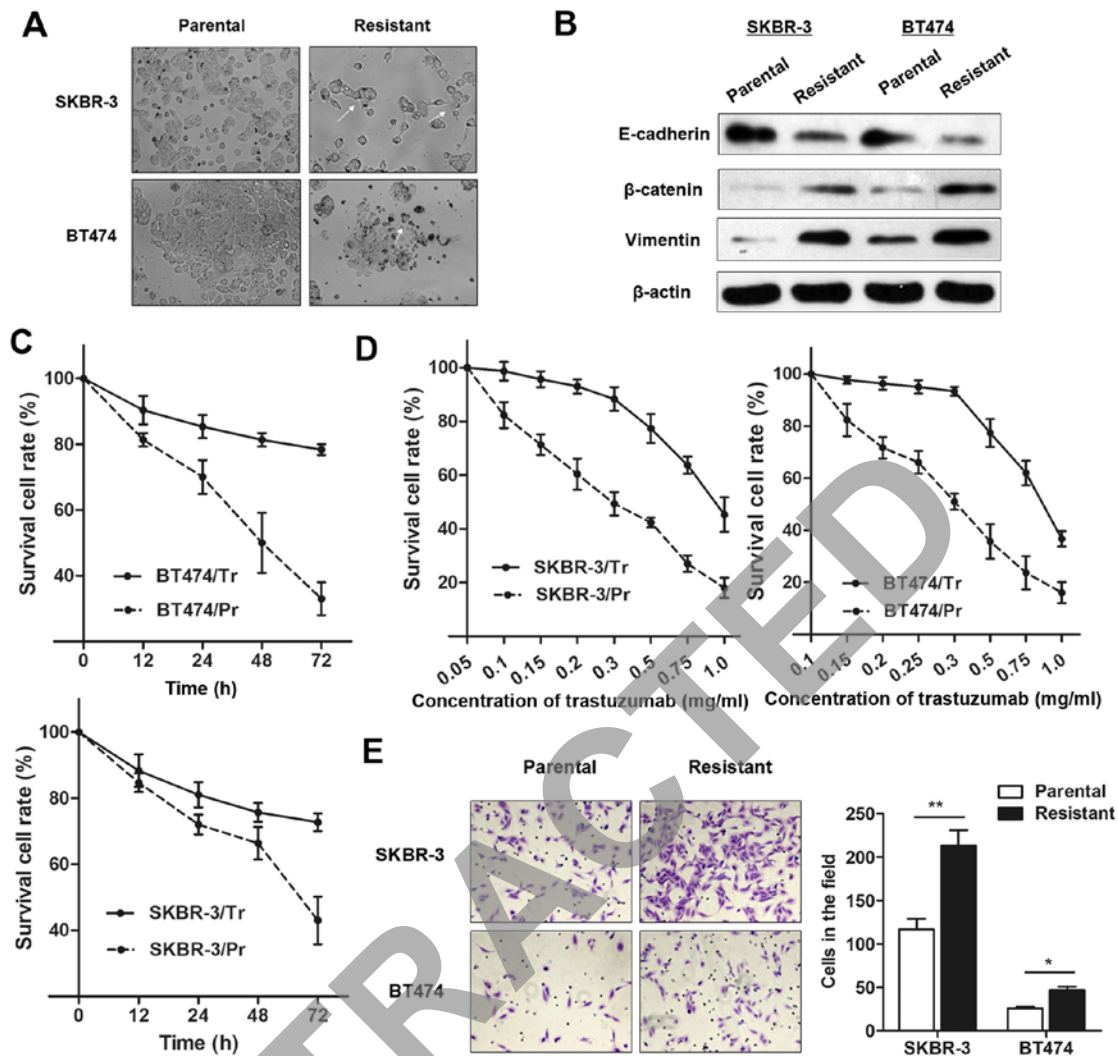 A
Parental
Resistant
SKBR-3
BT474
B
SKBR-3
BT474
Parental
Resistant
Parental
Resistant
E-cadherin
β-catenin
Vimentin
β-actin
C
Survival cell rate (%)
100
80
60
40
BT474/Tr
BT474/Pr
0
12
24
48
72
Time (h)
Survival cell rate (%)
100
80
60
40
SKBR-3/Tr
SKBR-3/Pr
0
12
24
48
72
Time (h)
D
Survival cell rate (%)
100
80
60
40
20
SKBR-3/Tr
SKBR-3/Pr
0.05
0.1
0.15
0.2
0.3
0.5
0.75
1.0
Concentration of trastuzumab (mg/ml)
Survival cell rate (%)
100
80
60
40
20
BT474/Tr
BT474/Pr
0.1
0.15
0.2
0.25
0.3
0.5
0.75
1.0
Concentration of trastuzumab (mg/ml)
E
Parental
Resistant
SKBR-3
BT474
Parental
Resistant
Cells in the field
250
200
150
100
50
0
**
*
SKBR-3
BT474
TRACTED